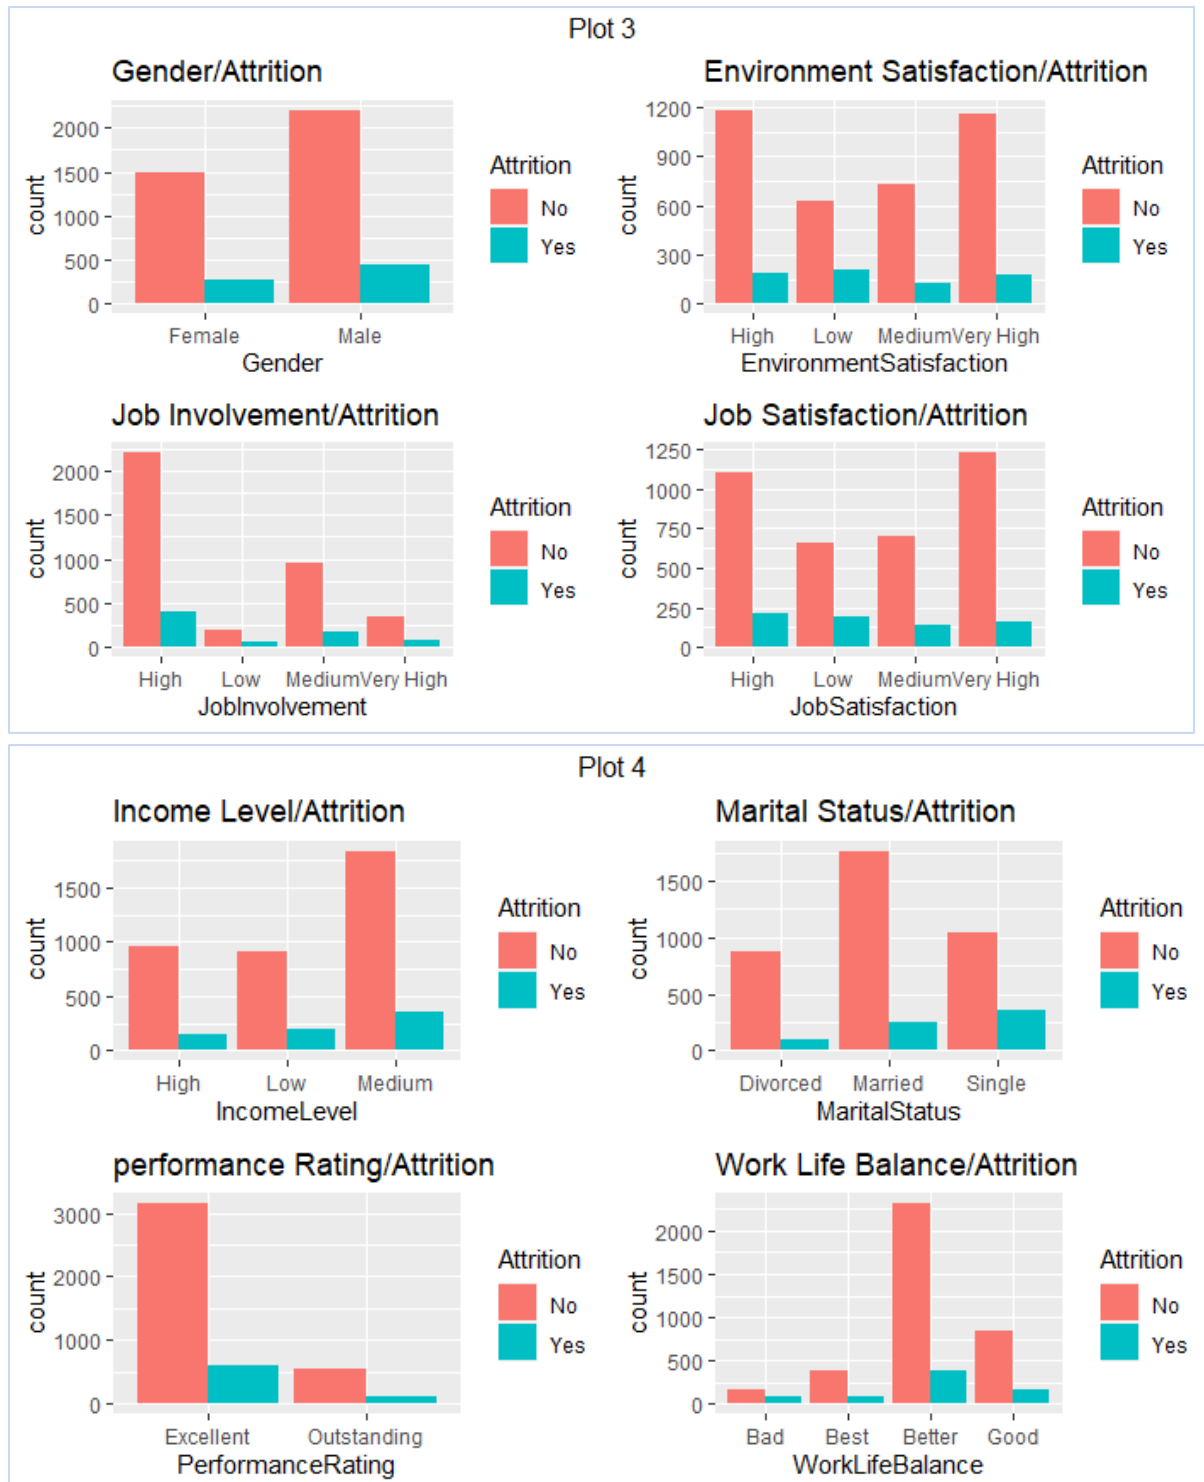 Plot 3
Gender/Attrition
2000
1500
1000
500
0
count
Female Male
Gender
Attrition
No
Yes
Environment Satisfaction/Attrition
1200
900
600
300
0
count
High Low Medium Very High
EnvironmentSatisfaction
Attrition
No
Yes
Job Involvement/Attrition
2000
1500
1000
500
0
count
High Low Medium Very High
JobInvolvement
Attrition
No
Yes
Job Satisfaction/Attrition
1250
1000
750
500
250
0
count
High Low Medium Very High
JobSatisfaction
Attrition
No
Yes
Plot 4
Income Level/Attrition
1500
1000
500
0
count
High Low Medium
IncomeLevel
Attrition
No
Yes
Marital Status/Attrition
1500
1000
500
0
count
Divorced Married Single
MaritalStatus
Attrition
No
Yes
performance Rating/Attrition
3000
2000
1000
0
count
Excellent Outstanding
PerformanceRating
Attrition
No
Yes
Work Life Balance/Attrition
2000
1500
1000
500
0
count
Bad Best Better Good
WorkLifeBalance
Attrition
No
Yes